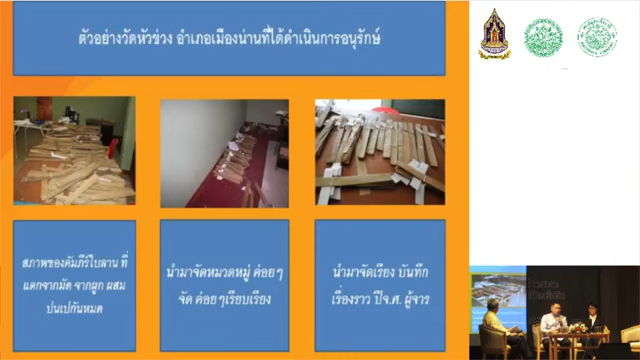 ตัวอย่างวัดหัวข่วง อำเภอเมืองน่านที่ได้ดำเนินการอนุรักษ์
สภาพของคัมภีร์ใบลาน ที่
แตกจากมัด จากผูก ผสม
ปนเปกันหมด
นำมาจัดหมวดหมู่ ค่อย ๆ
จัด ค่อย ๆเรียบเรียง
นำมาจัดเรียง บันทึก
เรื่องราว ปีจ.ศ. ผู้จาร